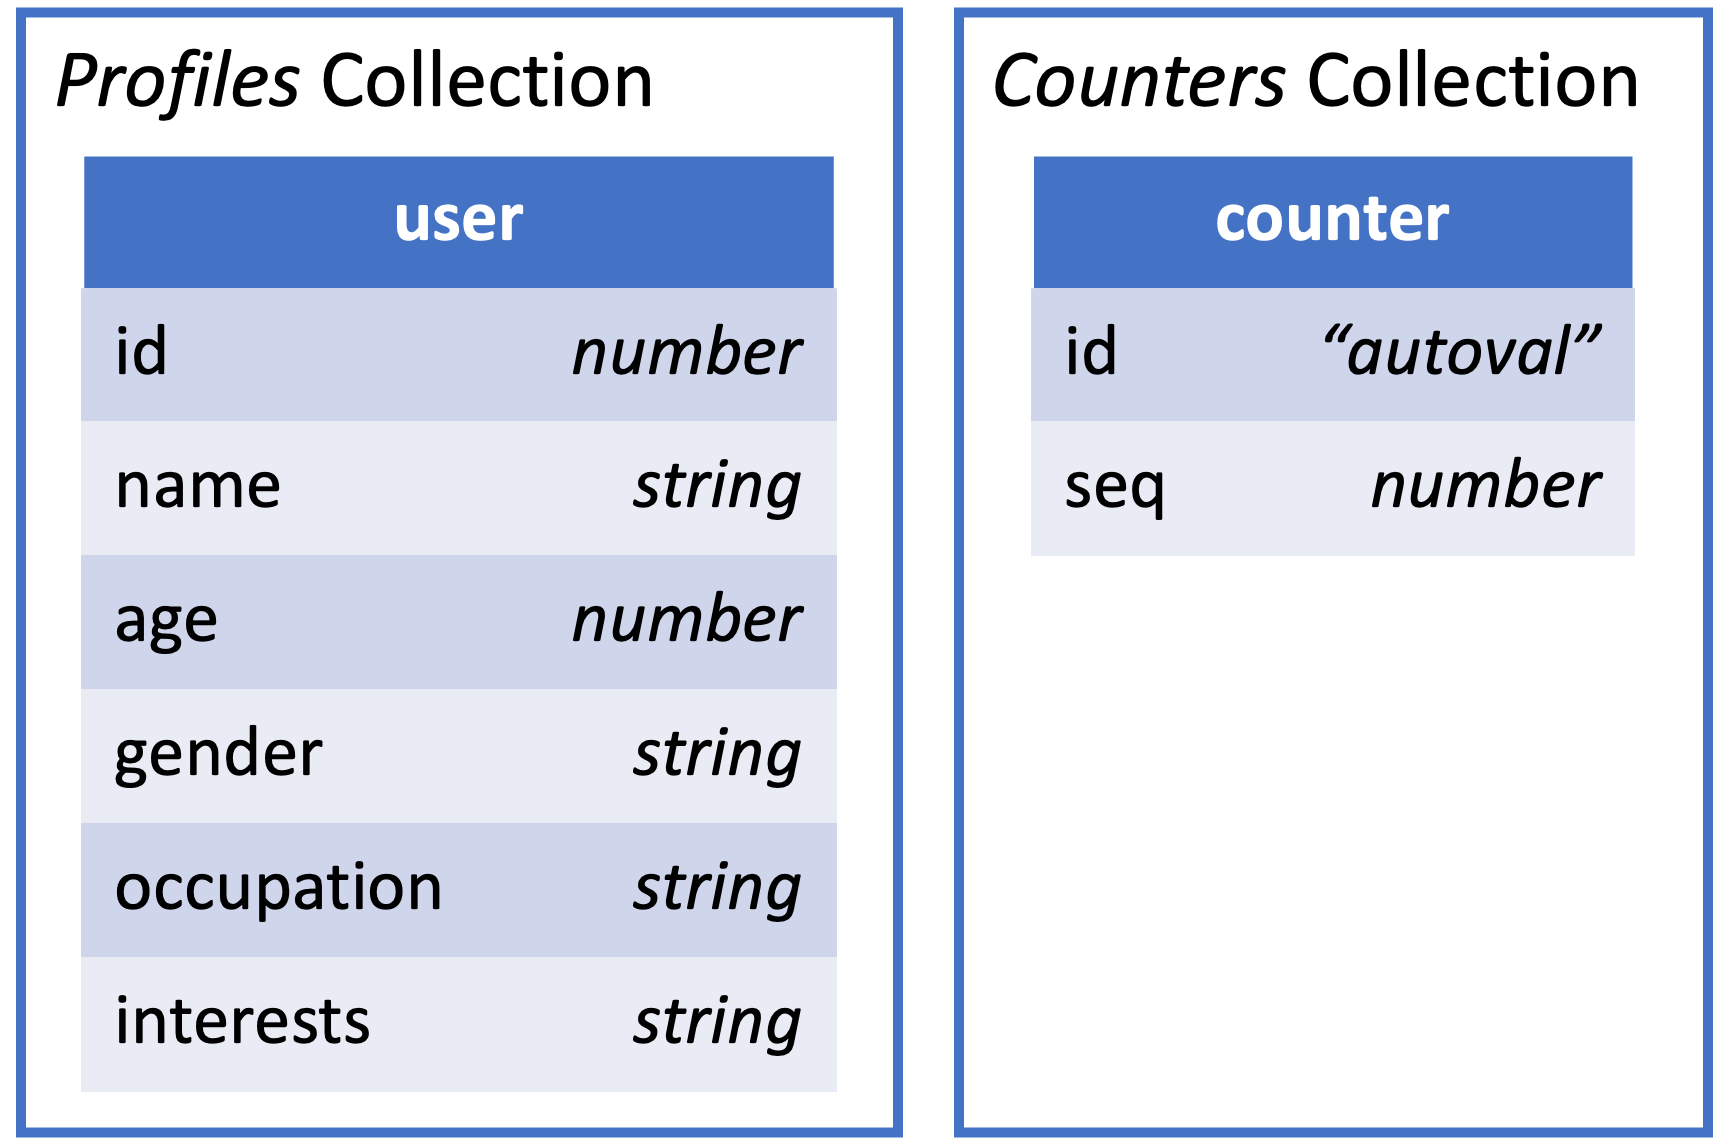 Profiles Collection
user
id number
name string
age number
gender string
occupation string
interests string
Counters Collection
counter
id “autoval”
seq number